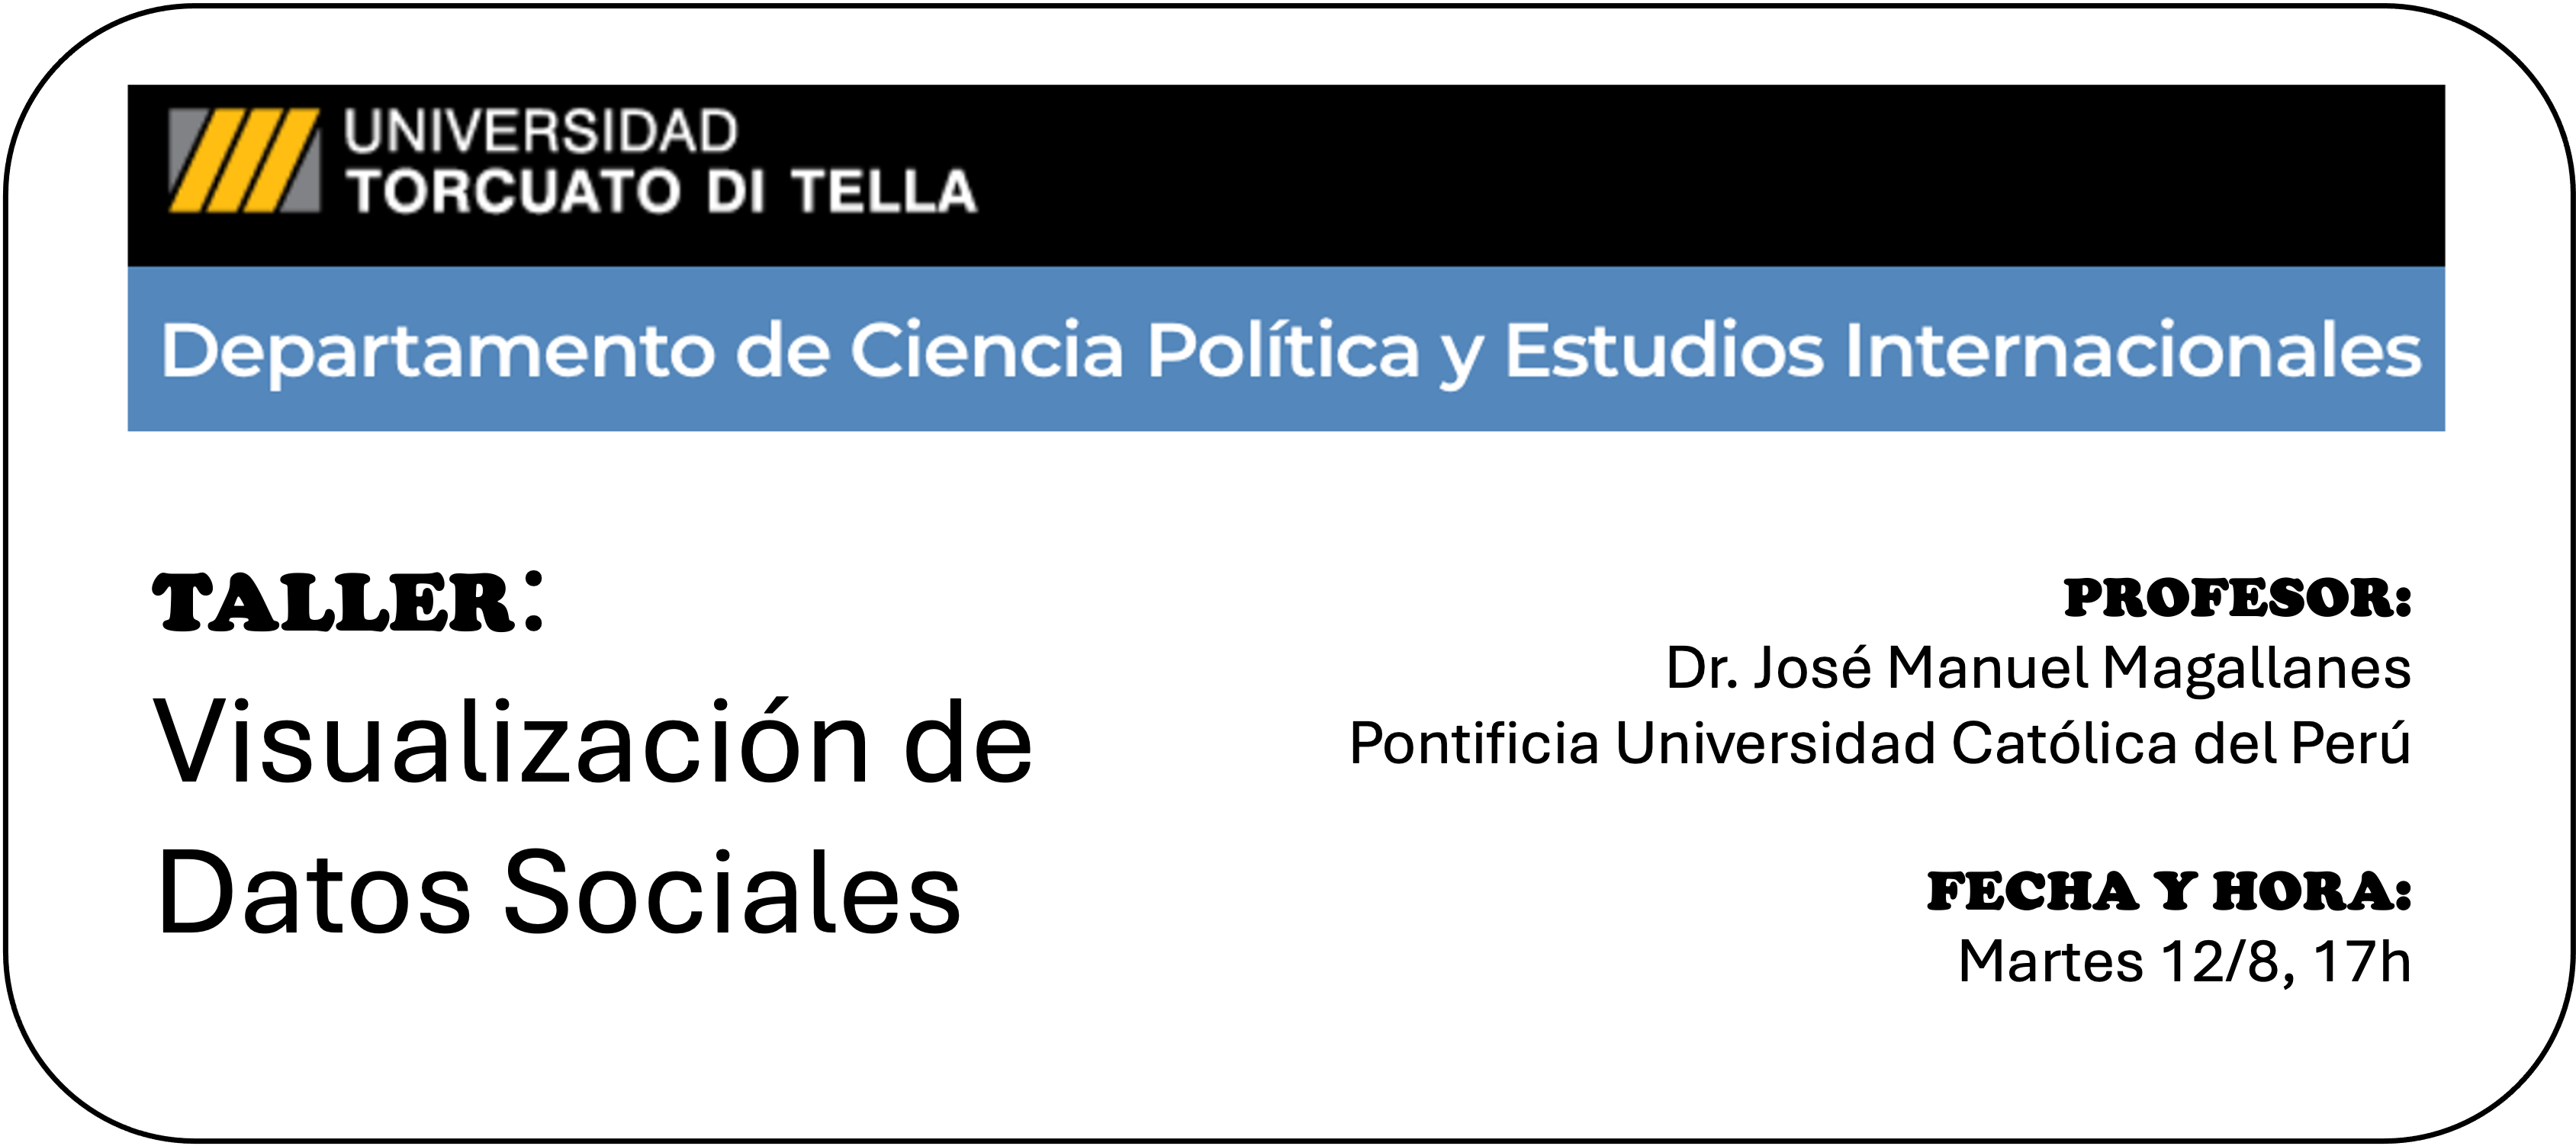 UNIVERSIDAD
TORCUATO DI TELLA
Departamento de Ciencia Política y Estudios Internacionales
TALLER:
Visualización de
Datos Sociales
PROFESOR:
Dr. José Manuel Magallanes
Pontificia Universidad Católica del Perú
FECHA Y HORA:
Martes 12/8, 17h